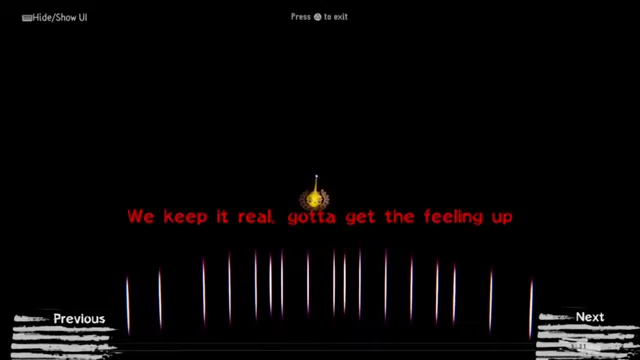 Hide/Show UI
Press to exit
We keep it real, gotta get the feeling up
Previous
Next